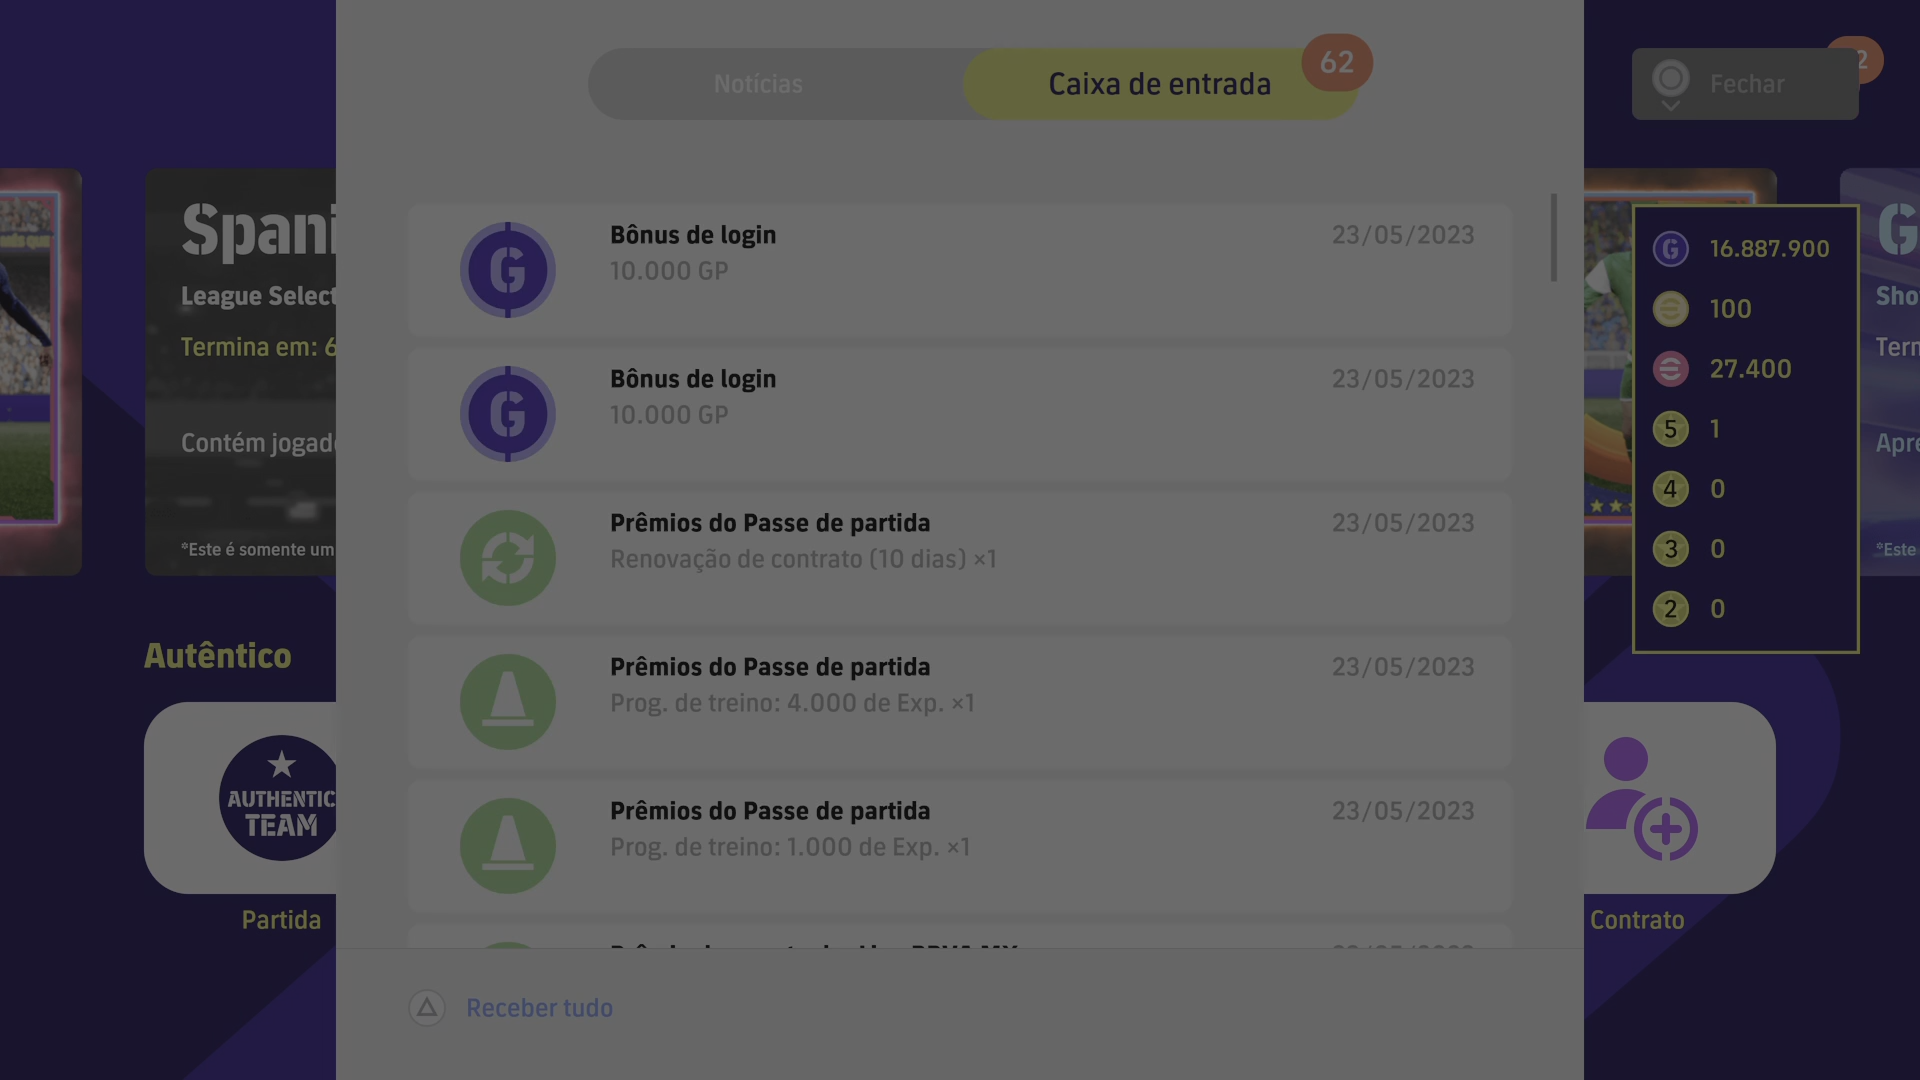 Notícias
Caixa de entrada
62
Fechar
2
Spani
League Select
Termina em: 6
Contém jogad
*Este é somente um
Bônus de login
23/05/2023
10.000 GP
Bônus de login
23/05/2023
10.000 GP
Prêmios do Passe de partida
23/05/2023
Renovação de contrato (10 dias) ×1
Prêmios do Passe de partida
23/05/2023
Prog. de treino: 4.000 de Exp. ×1
Prêmios do Passe de partida
23/05/2023
Prog. de treino: 1.000 de Exp. ×1
Receber tudo
G 16.887.900
100
27.400
5 1
4 0
3 0
2 0
G
Sho
Term
Apre
*Este
Autêntico
AUTHENTIC
TEAM
Partida
Contrato